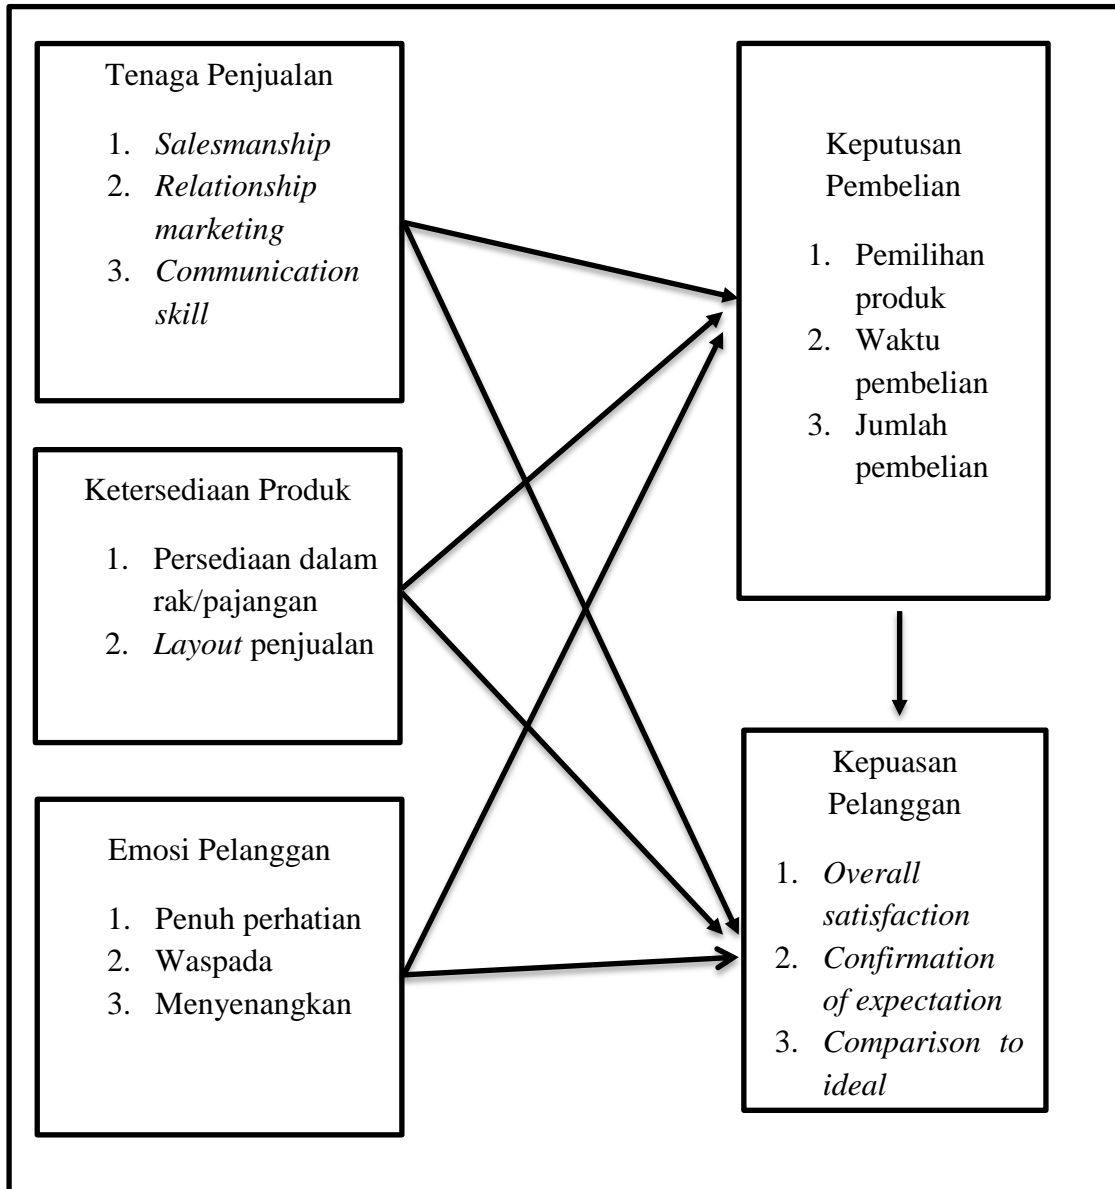 Tenaga Penjualan
1. Salesmanship
2. Relationship
marketing
3. Communication
skill
Ketersediaan Produk
1. Persediaan dalam
rak/pajangan
2. Layout penjualan
Emosi Pelanggan
1. Penuh perhatian
2. Waspada
3. Menyenangkan
Keputusan
Pembelian
1. Pemilihan
produk
2. Waktu
pembelian
3. Jumlah
pembelian
Kepuasan
Pelanggan
1. Overall
satisfaction
2. Confirmation
of expectation
3. Comparison to
ideal